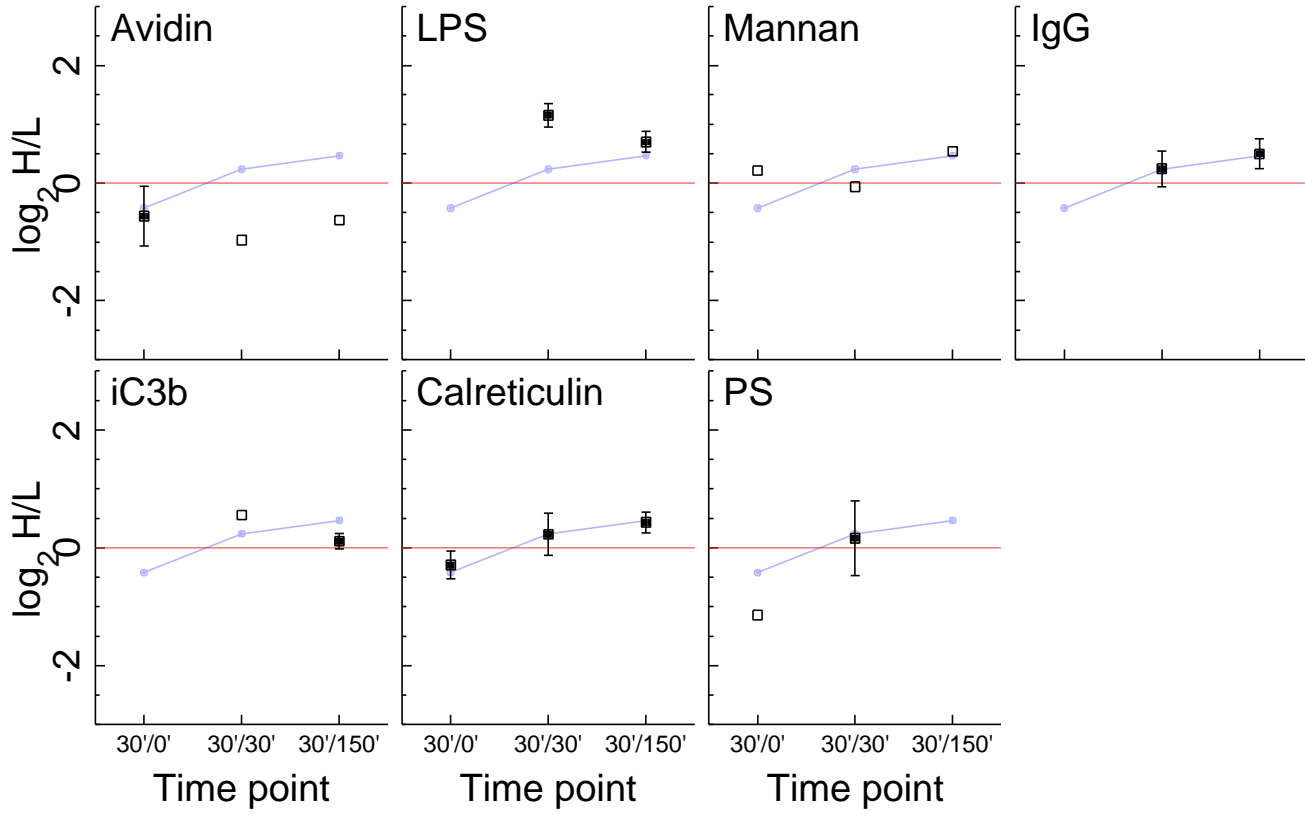 Avidin LPS Mannan IgG
log2 H/L
2
0
-2
iC3b Calreticulin PS
log2 H/L
2
0
-2
30'/0' 30'/30' 30'/150' 30'/0' 30'/30' 30'/150' 30'/0' 30'/30' 30'/150'
Time point Time point Time point